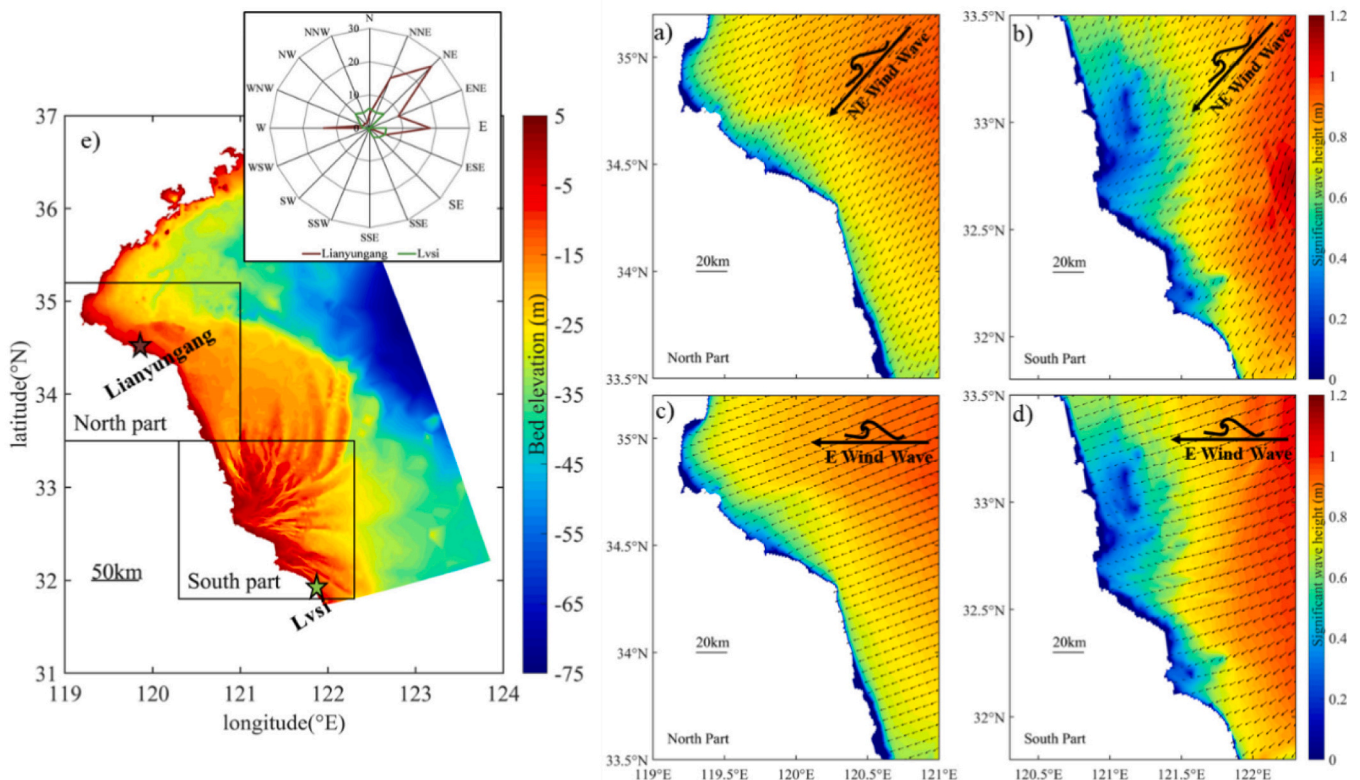 e)
N
NNE
NE
ENE
E
ESE
SE
SSE
SSE
SSW
SW
WSW
W
WNW
NW
NNW
30
20
10
0
Lianyungang
Lvsi
37
36
35
34
33
32
31
latitude(°N)
119
120
121
122
123
124
longitude(°E)
Lianyungang
North part
South part
Lvsi
50km
5
-5
-15
-25
-35
-45
-55
-65
-75
Bed elevation (m)
a)
35°N
34.5°N
34°N
33.5°N
NE Wind Wave
20km
North Part
b)
33.5°N
33°N
32.5°N
32°N
NE Wind Wave
20km
South Part
1.2
1
0.8
0.6
0.4
0.2
0
Significant wave height (m)
c)
35°N
34.5°N
34°N
33.5°N
E Wind Wave
20km
North Part
119°E
119.5°E
120°E
120.5°E
121°E
d)
33.5°N
33°N
32.5°N
32°N
E Wind Wave
20km
South Part
120.5°E
121°E
121.5°E
122°E
1.2
1
0.8
0.6
0.4
0.2
0
Significant wave height (m)